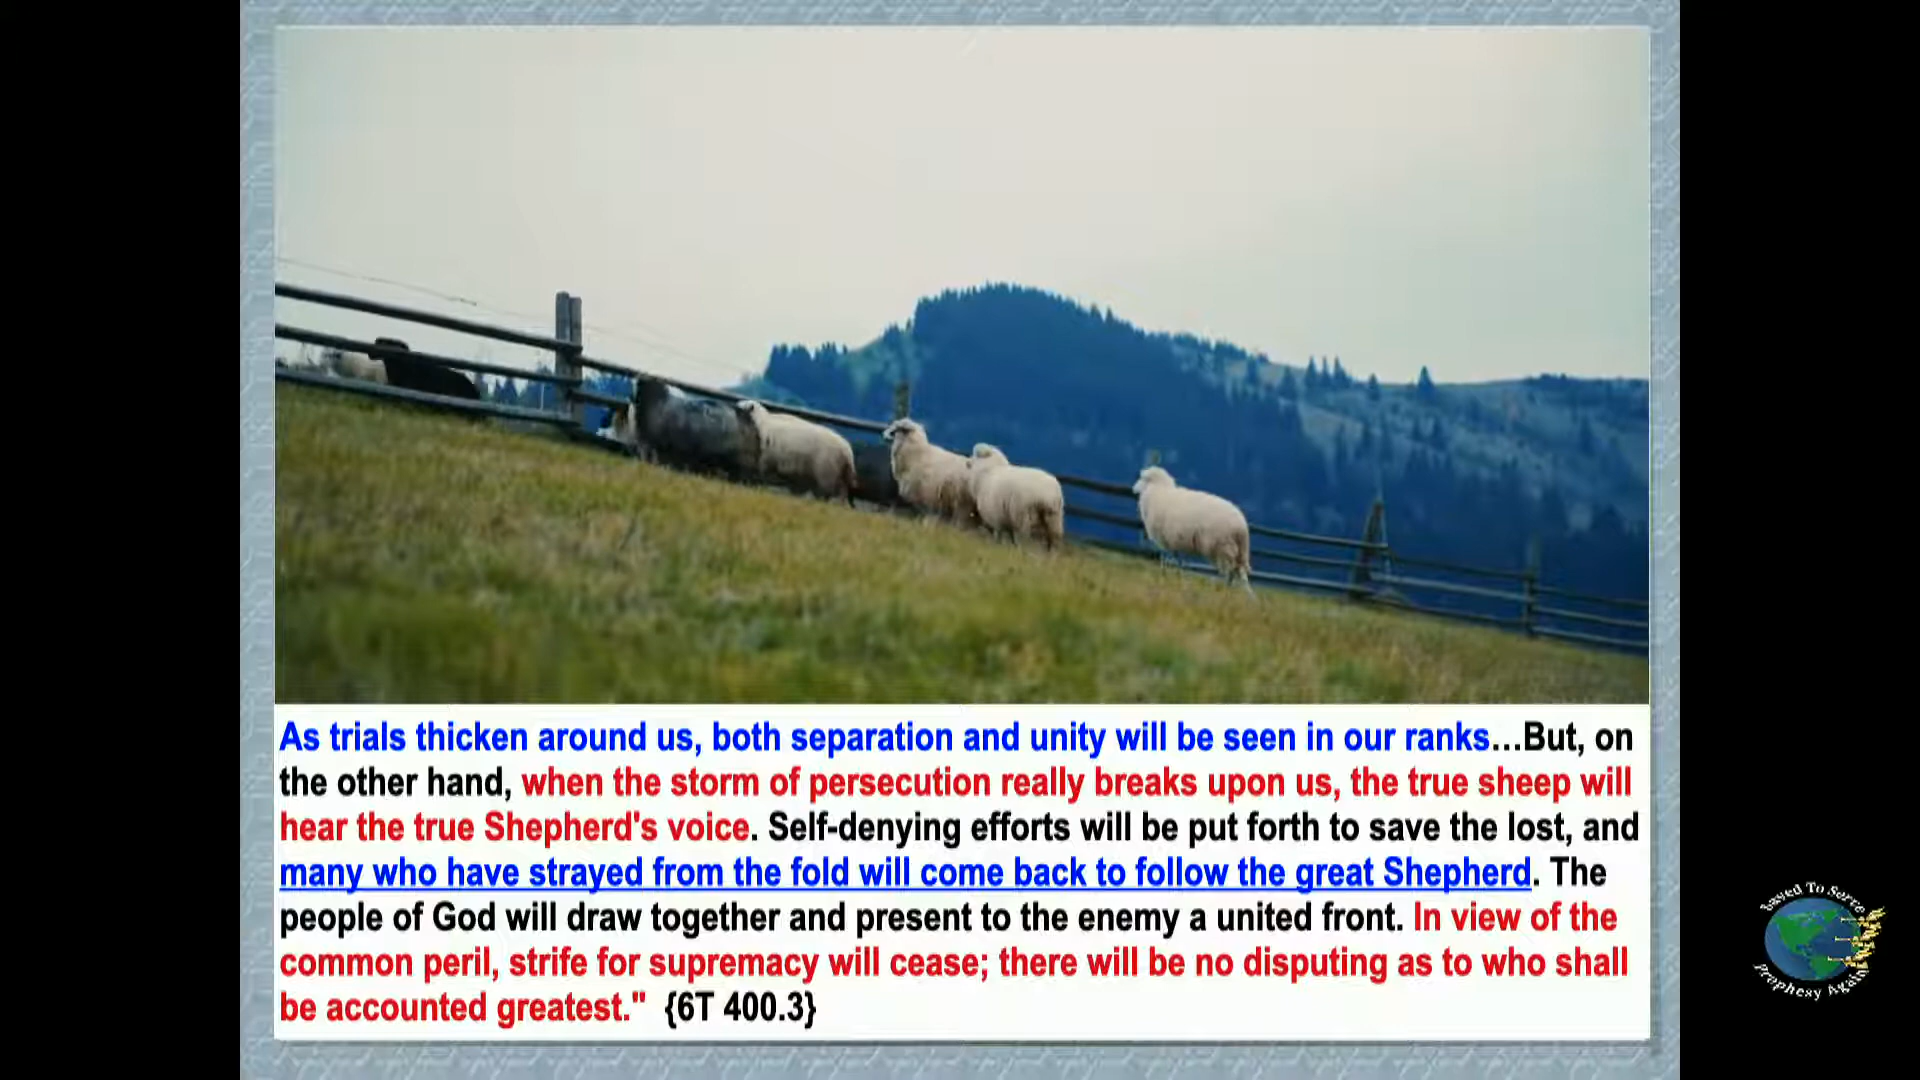 As trials thicken around us, both separation and unity will be seen in our ranks...But, on
the other hand, when the storm of persecution really breaks upon us, the true sheep will
hear the true Shepherd's voice. Self-denying efforts will be put forth to save the lost, and
many who have strayed from the fold will come back to follow the great Shepherd. The
people of God will draw together and present to the enemy a united front. In view of the
common peril, strife for supremacy will cease; there will be no disputing as to who shall
be accounted greatest." {6T 400.3}
Saved To Serve
Prophesy Again